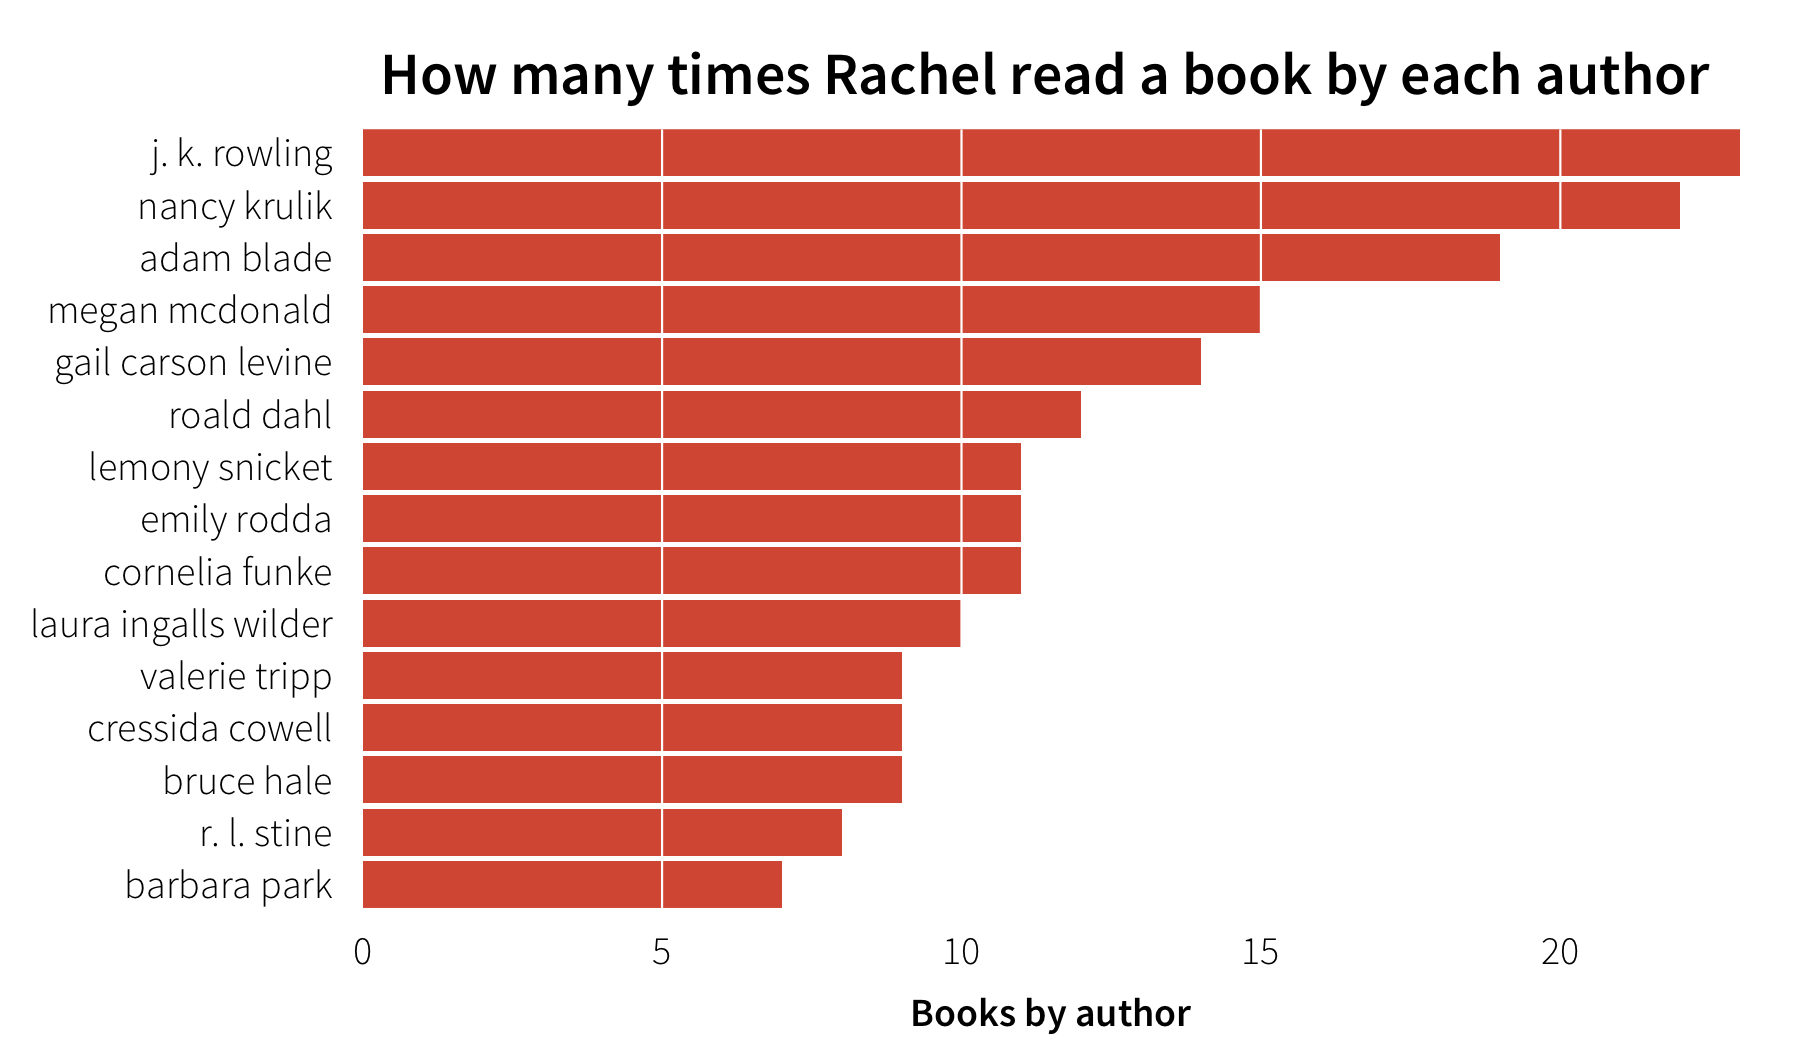 How many times Rachel read a book by each author
j. k. rowling
nancy krulik
adam blade
megan mcdonald
gail carson levine
roald dahl
lemony snicket
emily rodda
cornelia funke
laura ingalls wilder
valerie tripp
cressida cowell
bruce hale
r. l. stine
barbara park
0 5 10 15 20
Books by author